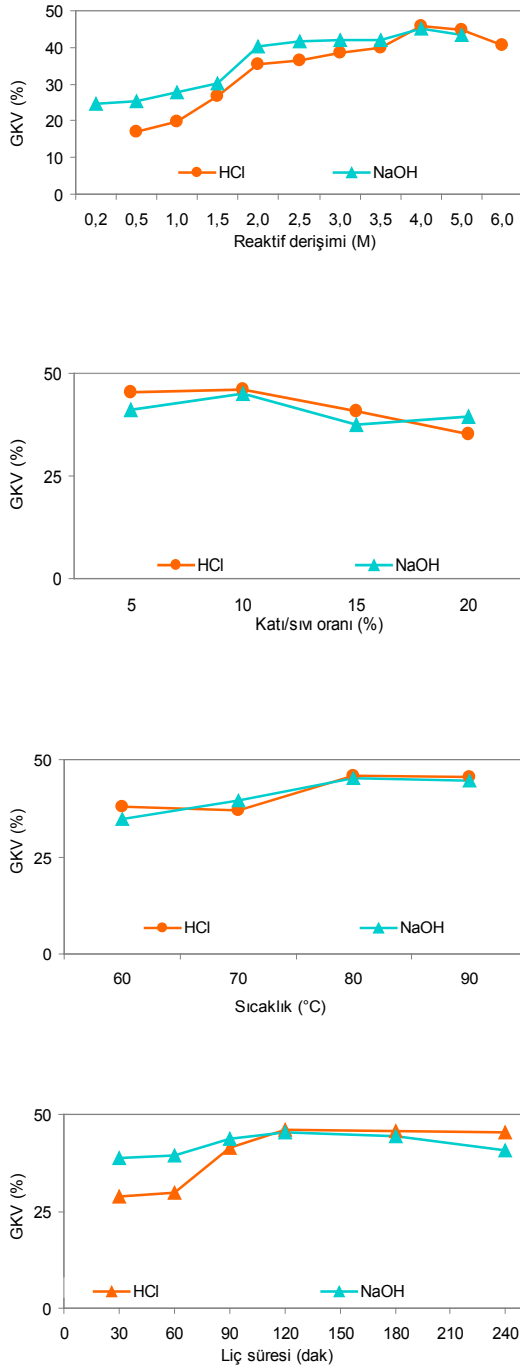 50
40
30
20
10
0
GKV (%)
HCl NaOH
0,2 0,5 1,0 1,5 2,0 2,5 3,0 3,5 4,0 5,0 6,0
Reaktif derişimi (M)
50
25
0
GKV (%)
HCl NaOH
5 10 15 20
Katı/sıvı oranı (%)
50
25
0
GKV (%)
HCl NaOH
60 70 80 90
Sıcaklık (°C)
50
25
0
GKV (%)
HCl NaOH
0 30 60 90 120 150 180 210 240
Liç süresi (dak)